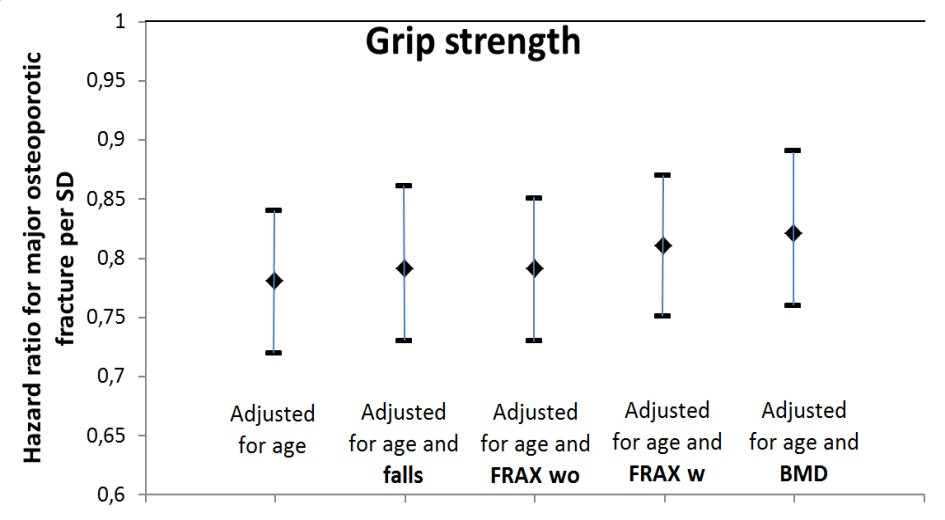 Grip strength
Hazard ratio for major osteoporotic
fracture per SD
1
0,95
0,9
0,85
0,8
0,75
0,7
0,65
0,6
Adjusted
for age
Adjusted
for age and
falls
Adjusted
for age and
FRAX wo
Adjusted
for age and
FRAX w
Adjusted
for age and
BMD